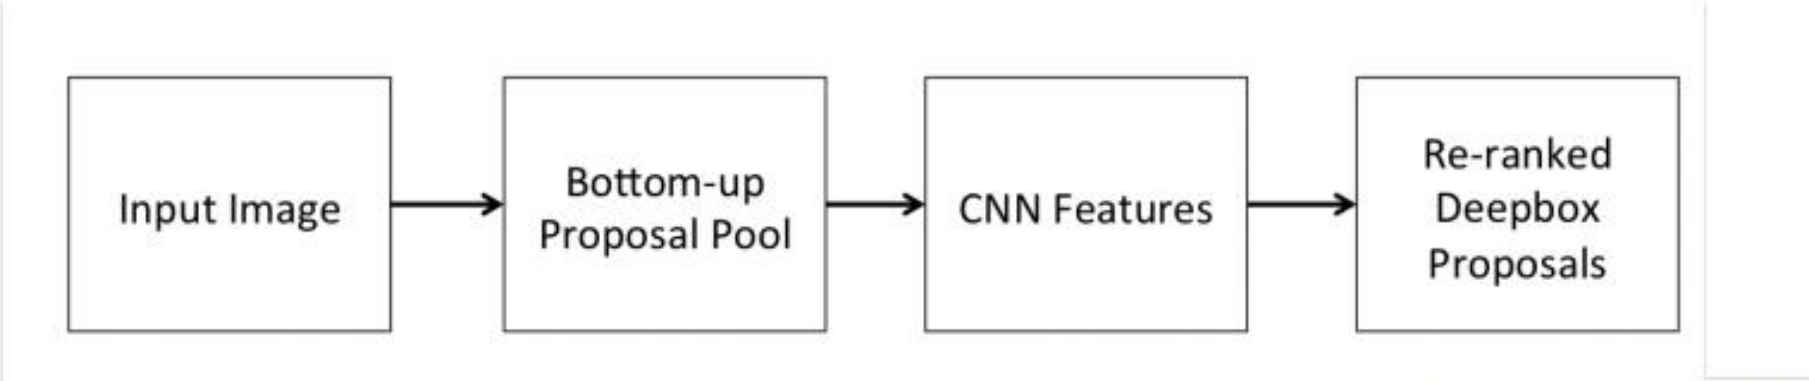 Input Image
Bottom-up
Proposal Pool
CNN Features
Re-ranked
Deepbox
Proposals